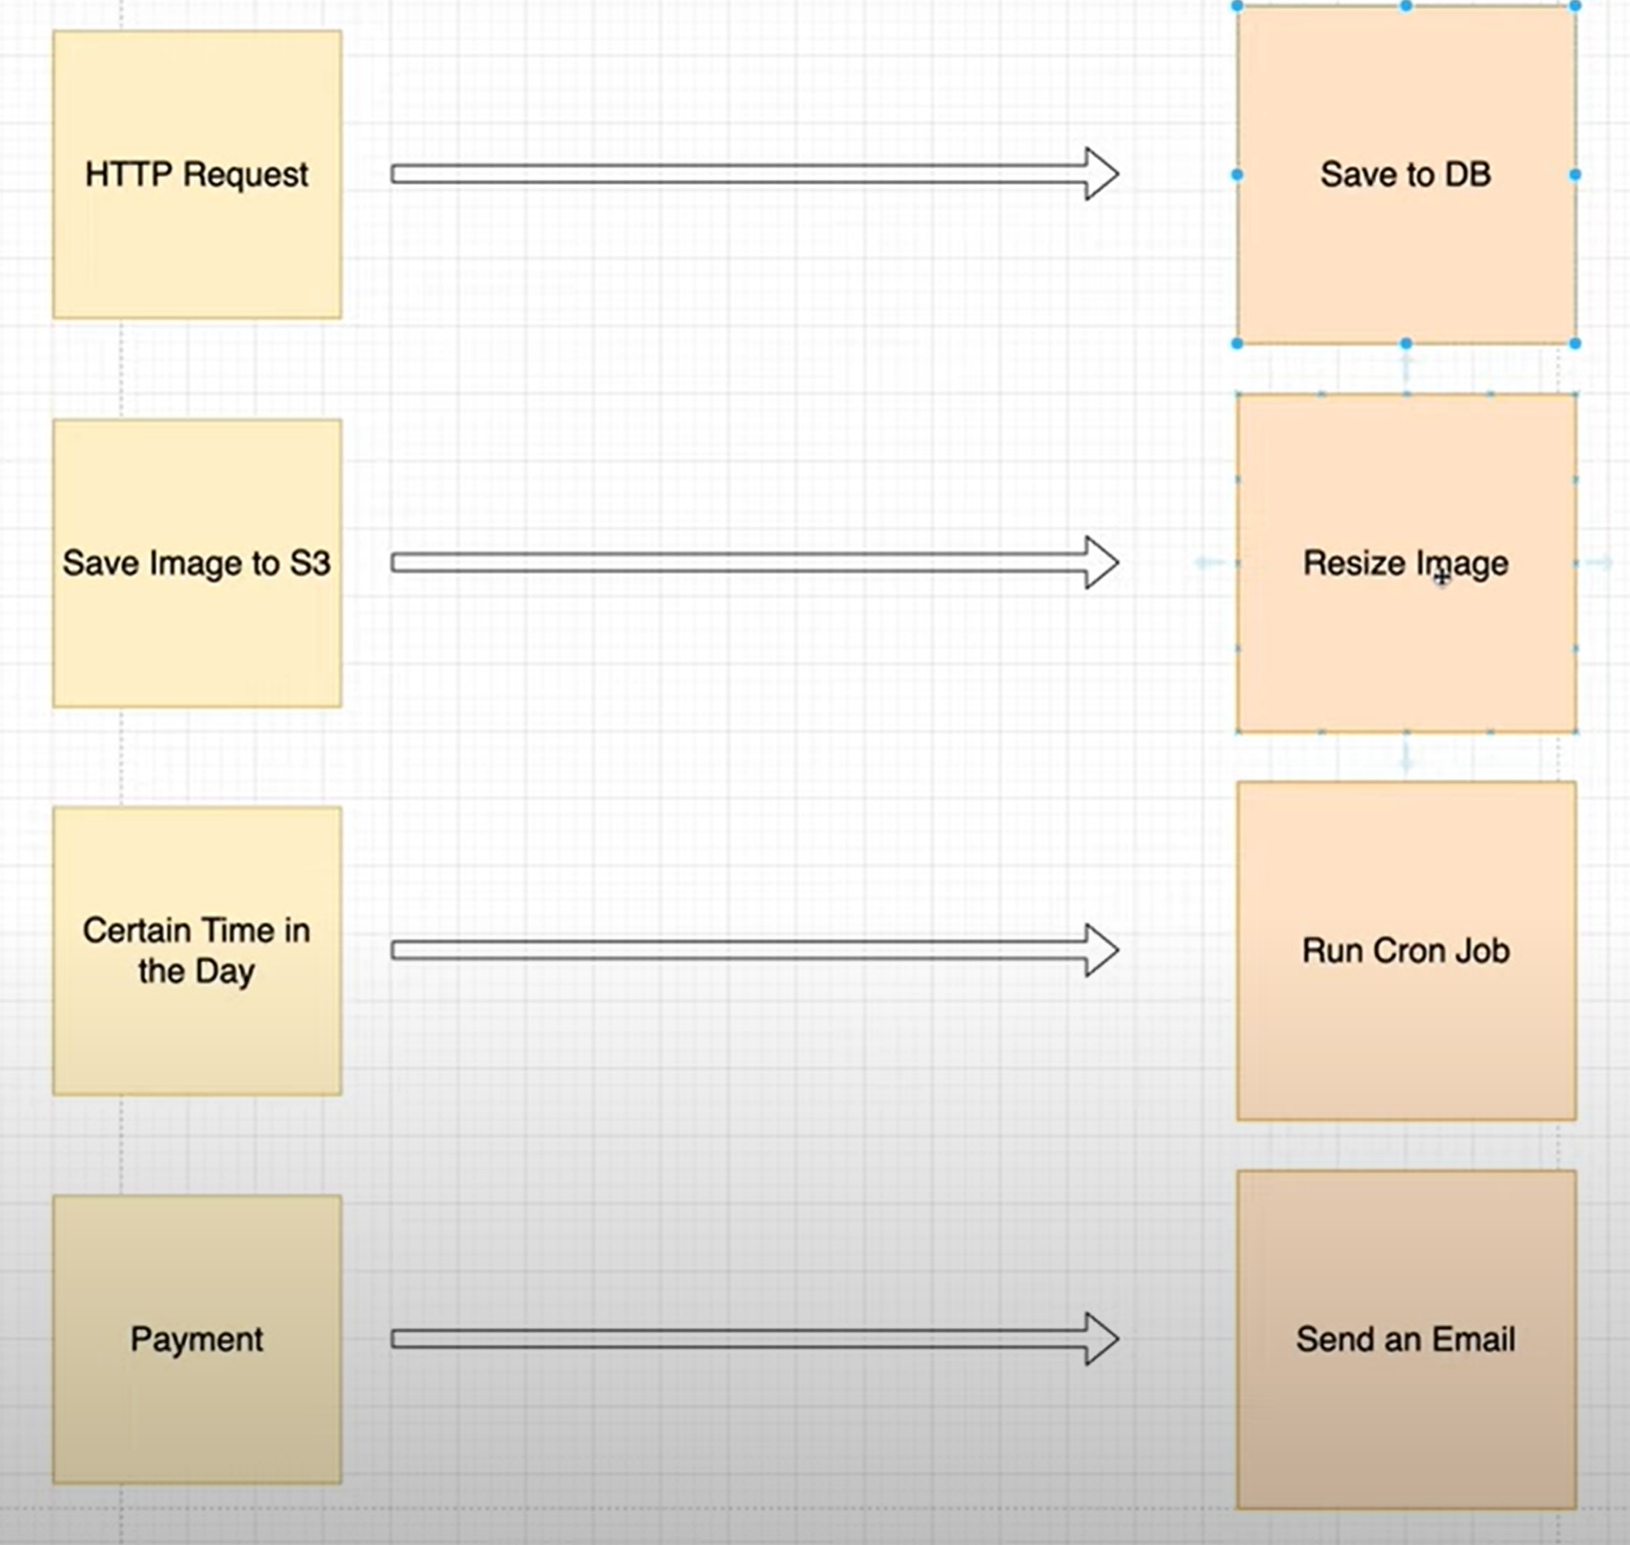 HTTP Request
Save to DB
Save Image to S3
Resize Image
Certain Time in
the Day
Run Cron Job
Payment
Send an Email